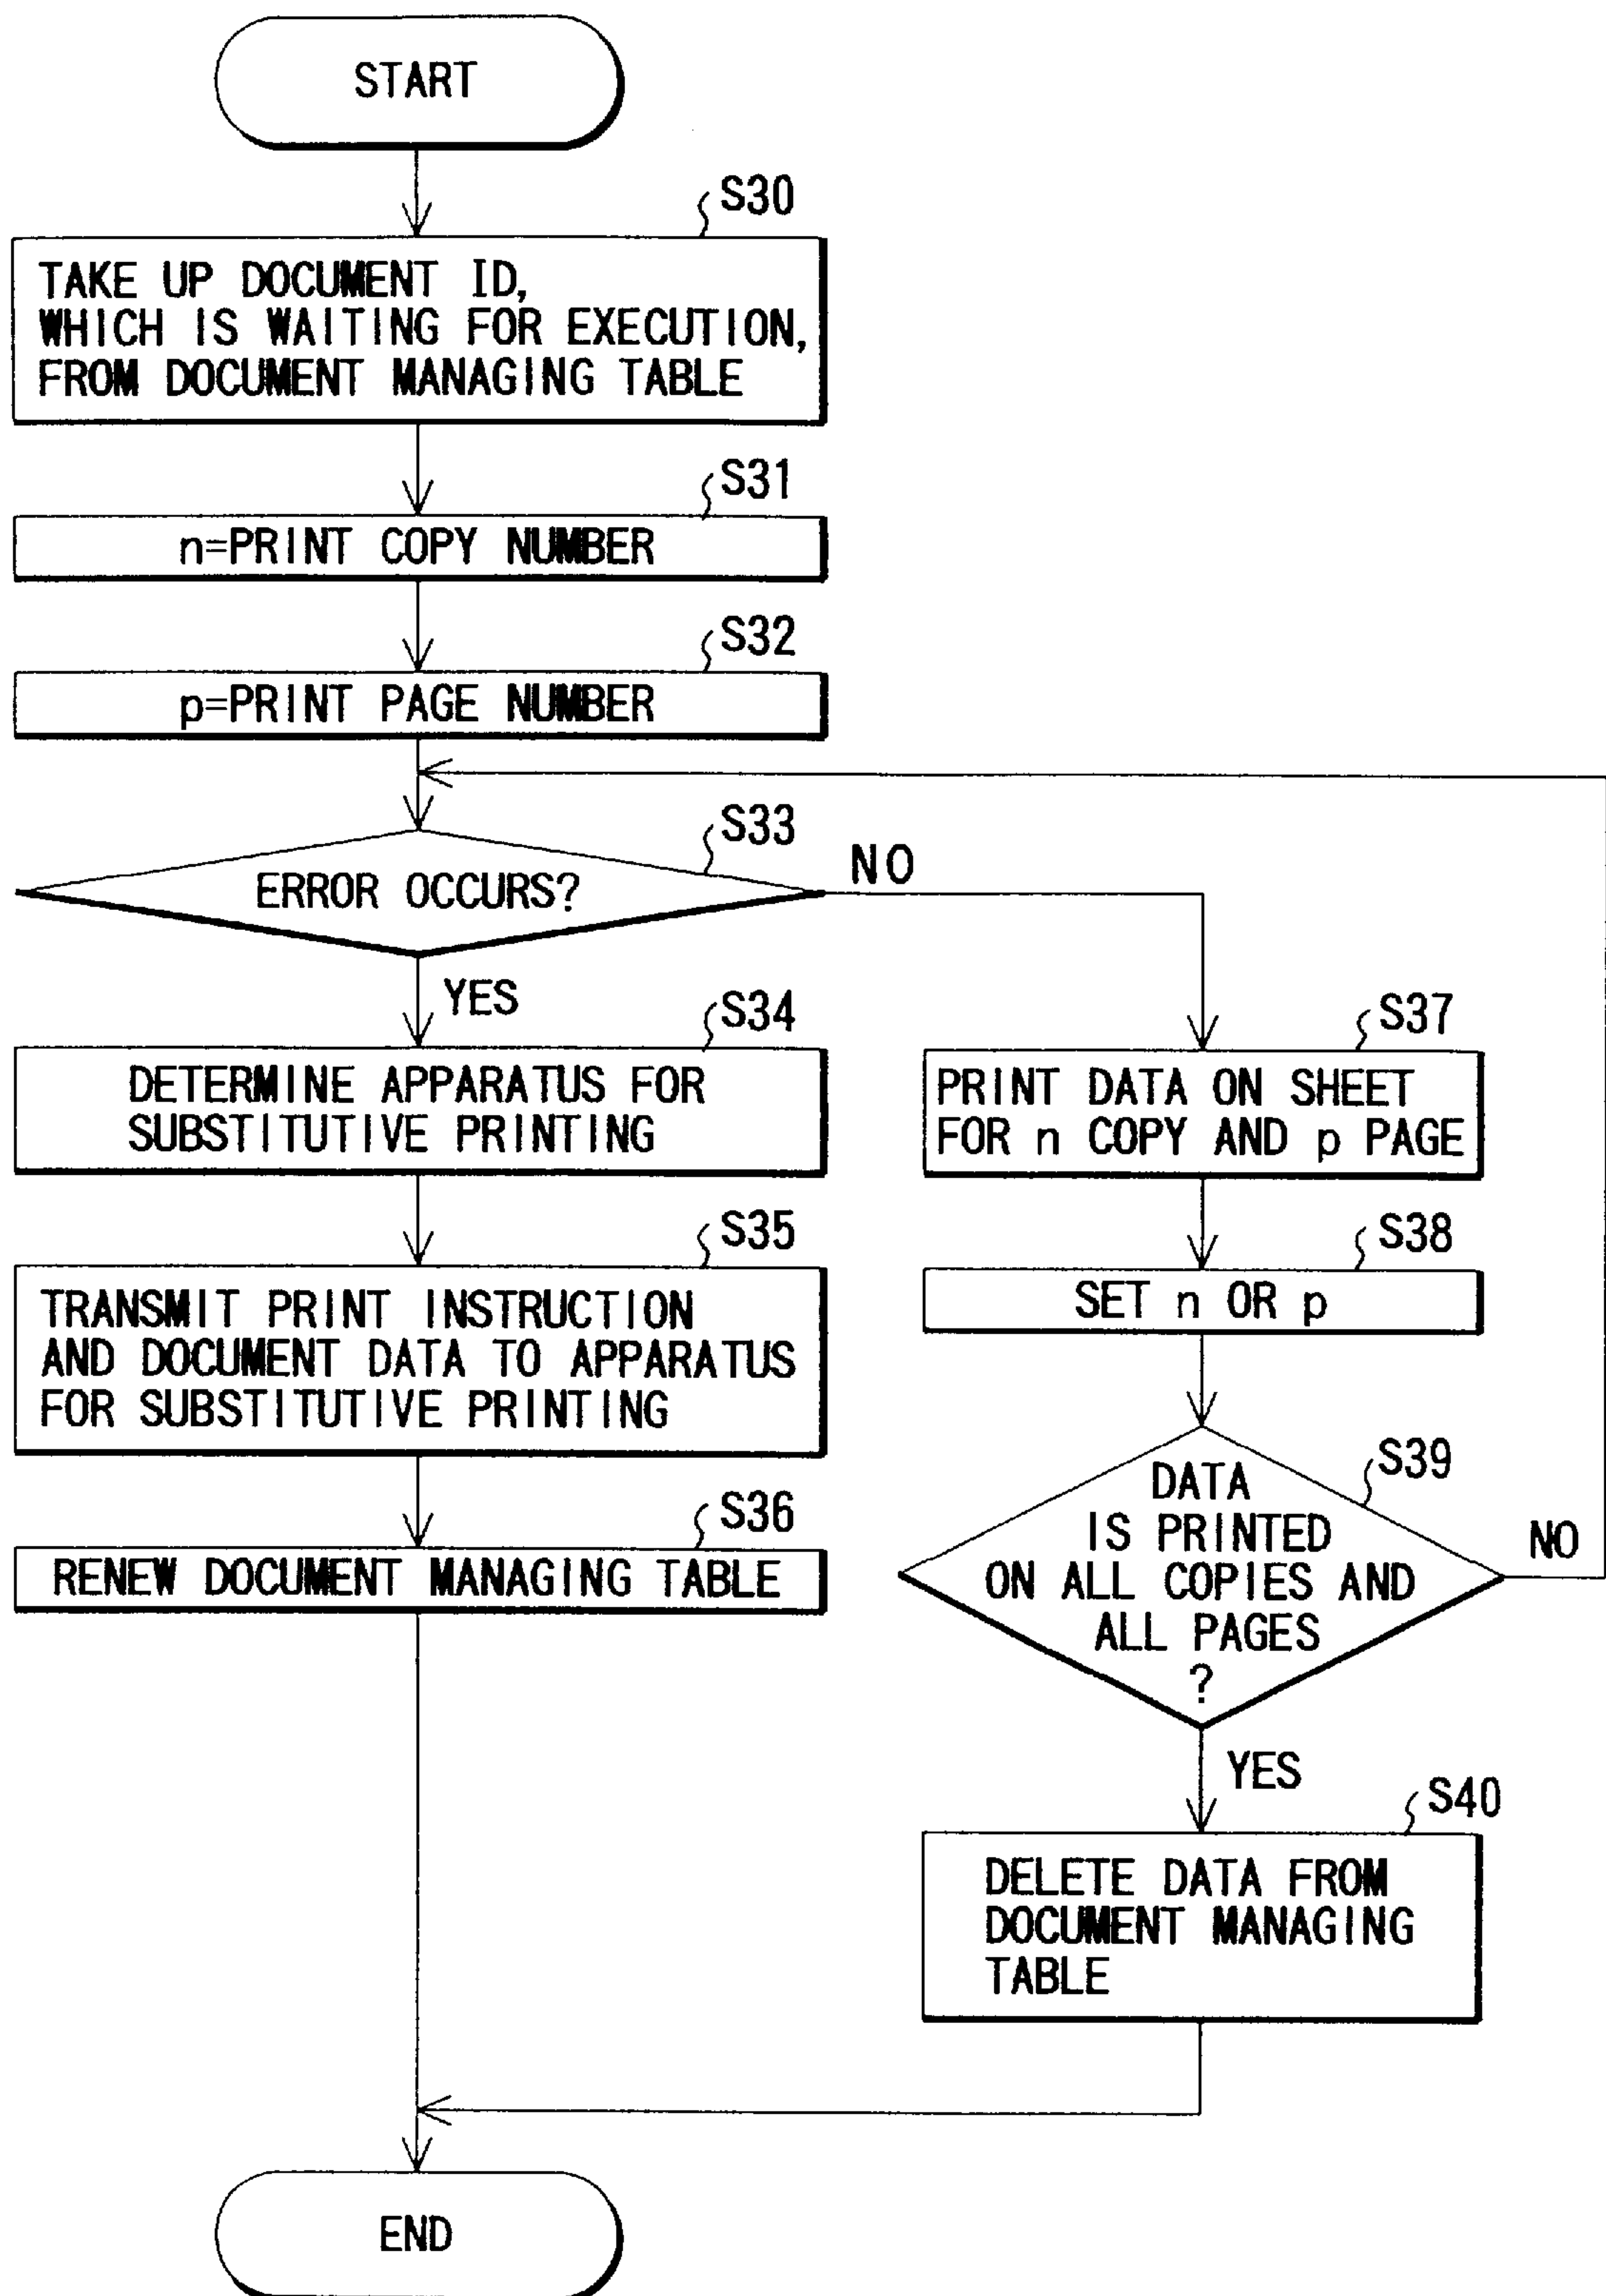 START
S30
TAKE UP DOCUMENT ID,
WHICH IS WAITING FOR EXECUTION,
FROM DOCUMENT MANAGING TABLE
S31
n=PRINT COPY NUMBER
S32
p=PRINT PAGE NUMBER
S33
ERROR OCCURS?
NO
YES
S34
DETERMINE APPARATUS FOR
SUBSTITUTIVE PRINTING
S35
TRANSMIT PRINT INSTRUCTION
AND DOCUMENT DATA TO APPARATUS
FOR SUBSTITUTIVE PRINTING
S36
RENEW DOCUMENT MANAGING TABLE
S37
PRINT DATA ON SHEET
FOR n COPY AND p PAGE
S38
SET n OR p
S39
DATA
IS PRINTED
ON ALL COPIES AND
ALL PAGES
?
NO
YES
S40
DELETE DATA FROM
DOCUMENT MANAGING
TABLE
END